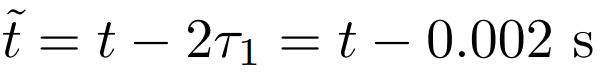 t̃ = t − 2τ₁ = t − 0.002 s